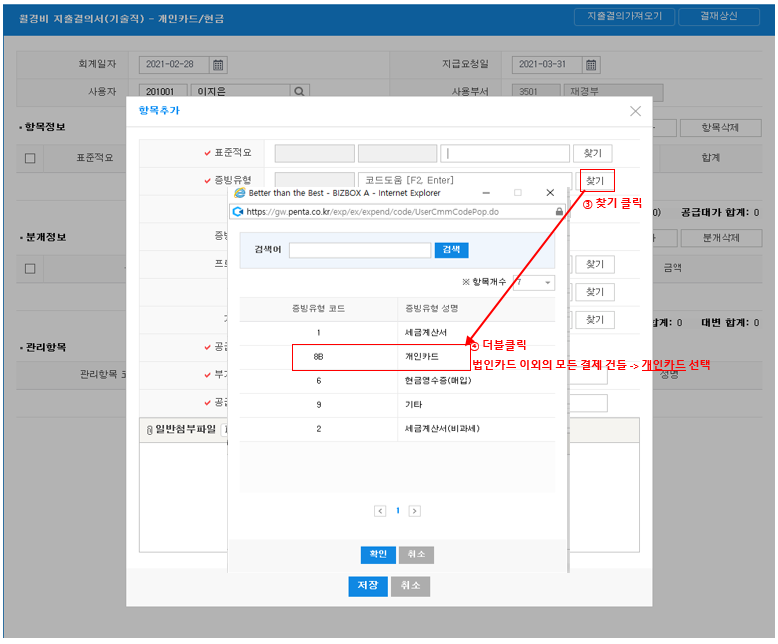 월경비 지출결의서(기술직) - 개인카드/현금
지출결의가져오기
결재상신
회계일자
2021-02-28
지급요청일
2021-03-31
사용자
201001
이지은
사용부서
3501
재경부
항목추가
• 항목정보
항목삭제
표준적요
합계
표준적요
찾기
증빙유형
코드도움 [F2, Enter]
찾기
③ 찾기 클릭
Better than the Best - BIZBOX A - Internet Explorer
https://gw.penta.co.kr/exp/ex/expend/code/UserCmmCodePop.do
공급대가 합계: 0
• 분개정보
분개삭제
금액
검색어
검색
※ 항목개수
7
찾기
찾기
찾기
증빙유형 코드
증빙유형 성명
1
세금계산서
8B
개인카드
6
현금영수증(매입)
9
기타
2
세금계산서(비과세)
④ 더블클릭
법인카드 이외의 모든 결제 건들 -> 개인카드 선택
대변 합계: 0
• 관리항목
관리항목
일반첨부파일
1
확인
취소
저장
취소